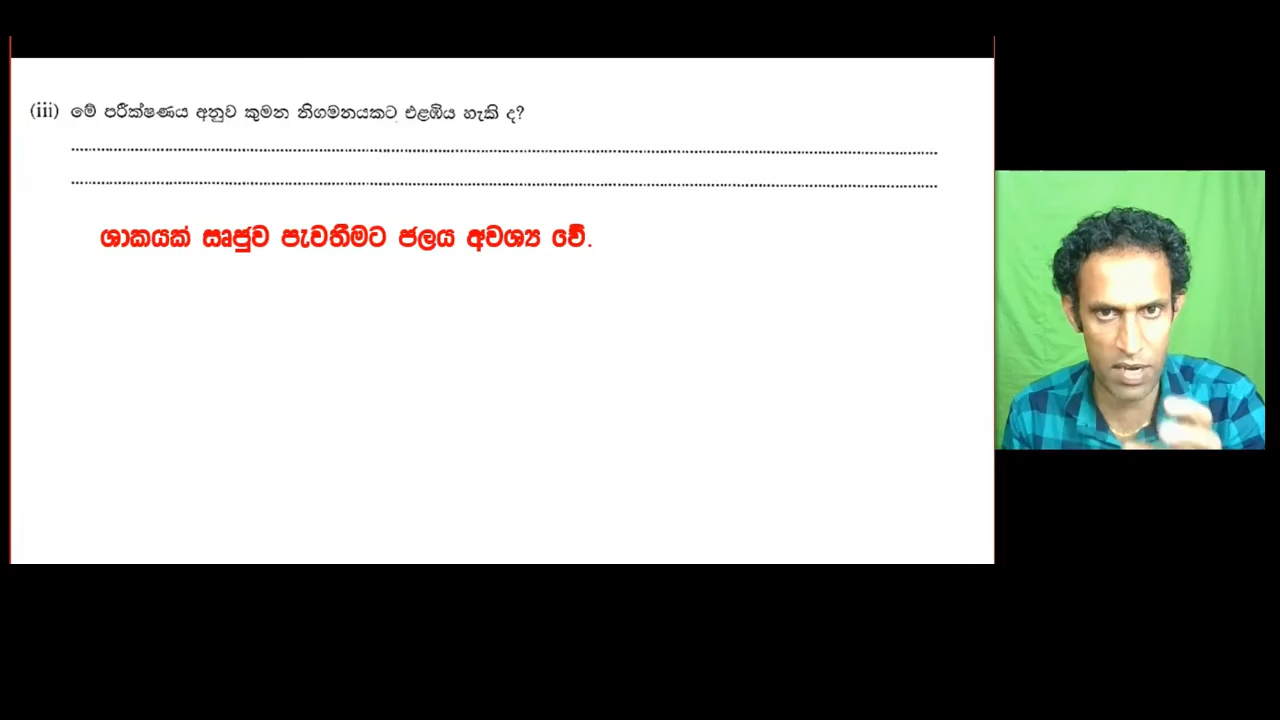 (iii) මේ පරීක්ෂණය අනුව කුමන නිගමනයකට එළඹිය හැකි ද?
ශාකයක් සෘජුව පැවතීමට ජලය අවශ්‍ය වේ.